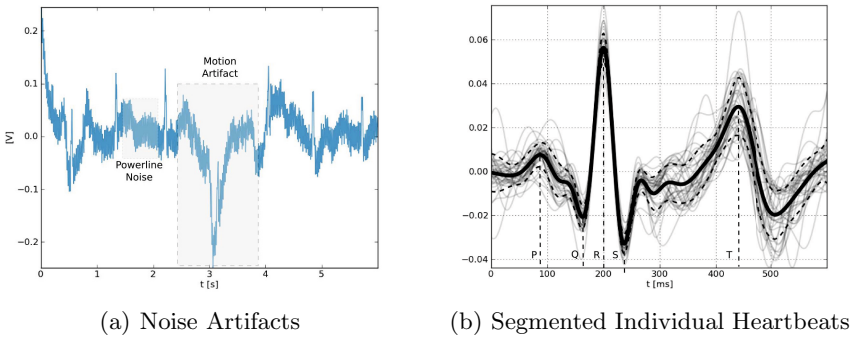 0.2
0.1
0.0
−0.1
−0.2
[V]
Motion
Artifact
Powerline
Noise
0 1 2 3 4 5
t [s]
(a) Noise Artifacts
0.06
0.04
0.02
0.00
−0.02
−0.04
P Q R S T
0 100 200 300 400 500
t [ms]
(b) Segmented Individual Heartbeats